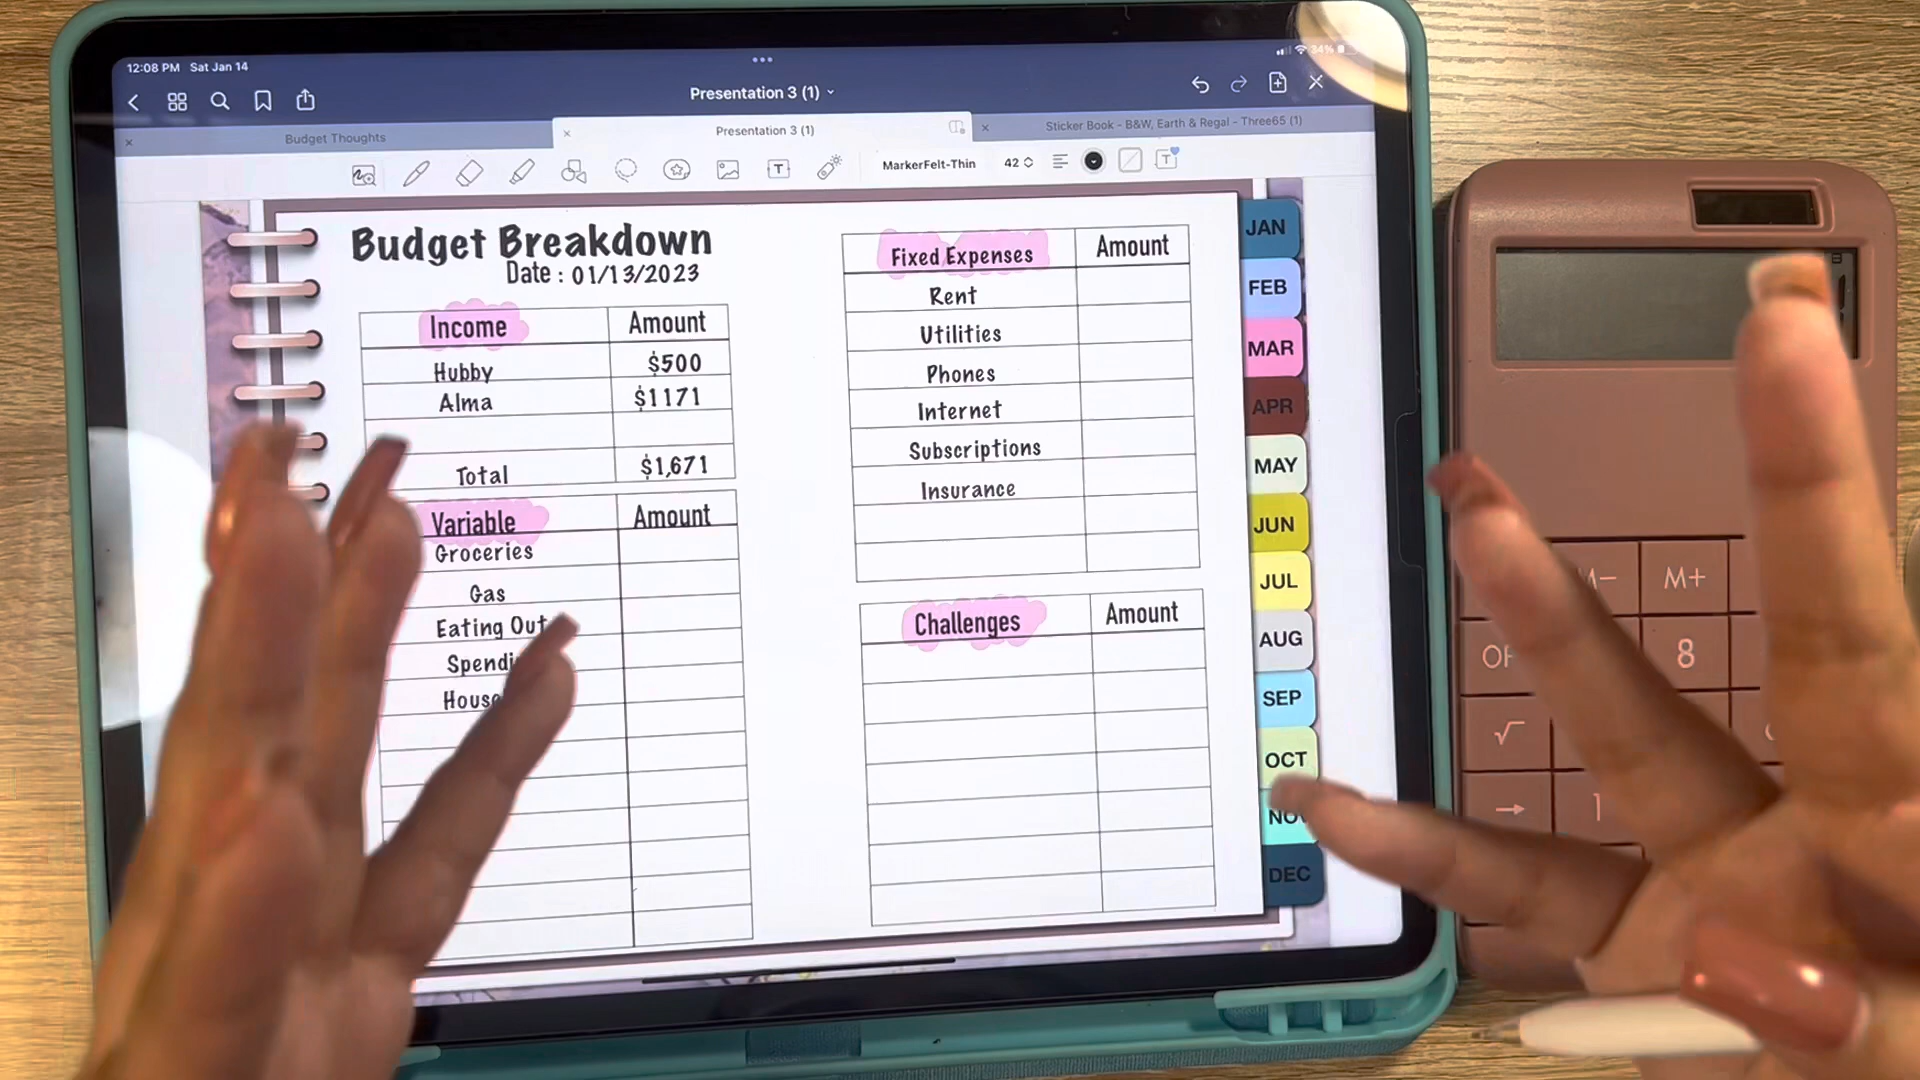 12:08 PM Sat Jan 14
34%
Presentation 3 (1)
Budget Thoughts
Presentation 3 (1)
Sticker Book - B&W, Earth & Regal - Three65 (1)
MarkerFelt-Thin 42
Budget Breakdown
Date : 01/13/2023
Income Amount
Hubby $500
Alma $1171
Total $1,671
Variable Amount
Groceries
Gas
Eating Out
Fixed Expenses Amount
Rent
Utilities
Phones
Internet
Subscriptions
Insurance
Challenges Amount
JAN
FEB
MAR
APR
MAY
JUN
JUL
AUG
SEP
OCT
DEC
M- M+
8
√
→ 1